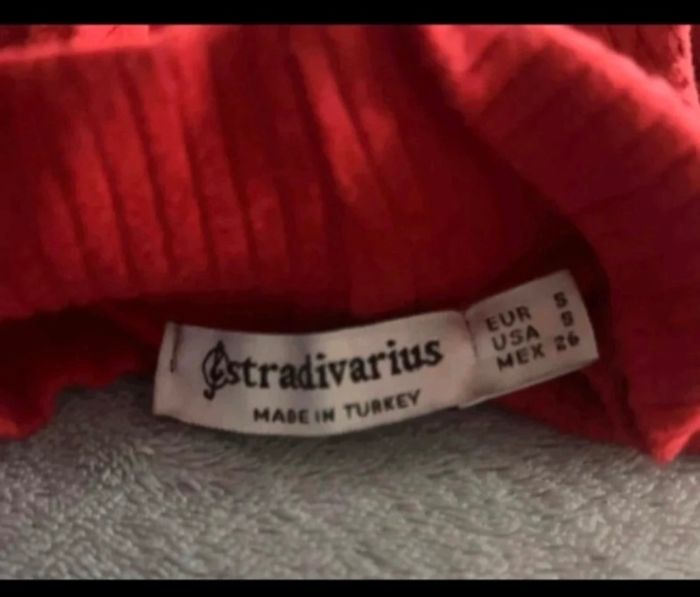 stradivarius
MADE IN TURKEY
EUR S
USA S
MEX 26